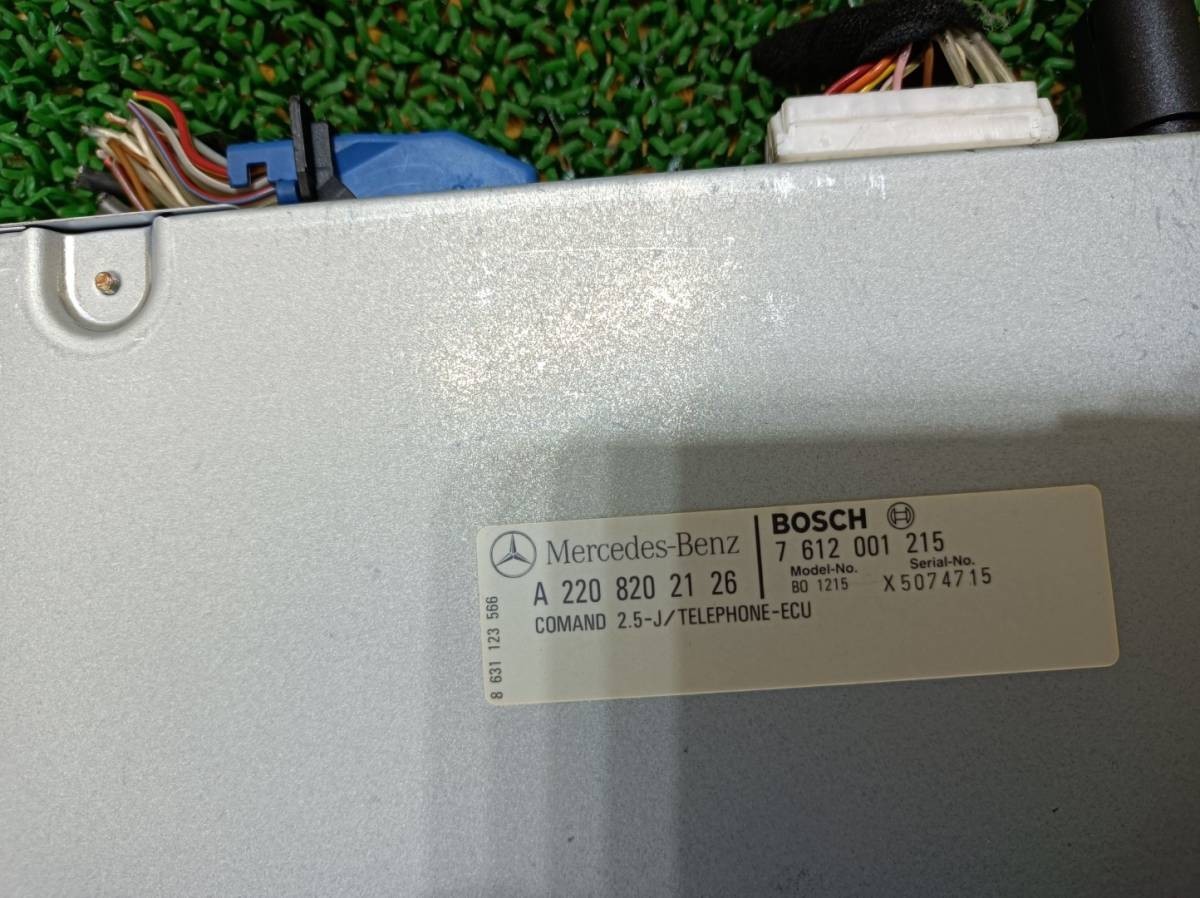 Mercedes-Benz
A 220 820 21 26
COMAND 2.5-J/TELEPHONE-ECU
BOSCH
7 612 001 215
Model-No. Serial-No.
BO 1215 X5074715
8 631 123 566